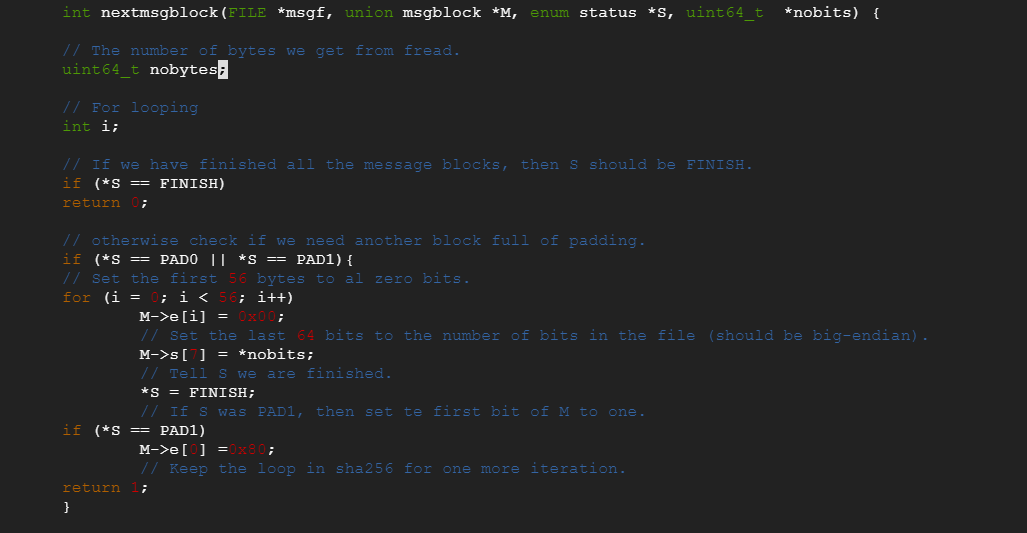 int nextmsgblock(FILE *msgf, union msgblock *M, enum status *S, uint64_t  *nobits) {
// The number of bytes we get from fread.
uint64_t nobytes;
// For looping
int i;
// If we have finished all the message blocks, then S should be FINISH.
if (*S == FINISH)
return 0;
// otherwise check if we need another block full of padding.
if (*S == PAD0 || *S == PAD1){
// Set the first 56 bytes to al zero bits.
for (i = 0; i < 56; i++)
M->e[i] = 0x00;
// Set the last 64 bits to the number of bits in the file (should be big-endian).
M->s[7] = *nobits;
// Tell S we are finished.
*S = FINISH;
// If S was PAD1, then set te first bit of M to one.
if (*S == PAD1)
M->e[0] =0x80;
// Keep the loop in sha256 for one more iteration.
return 1;
}